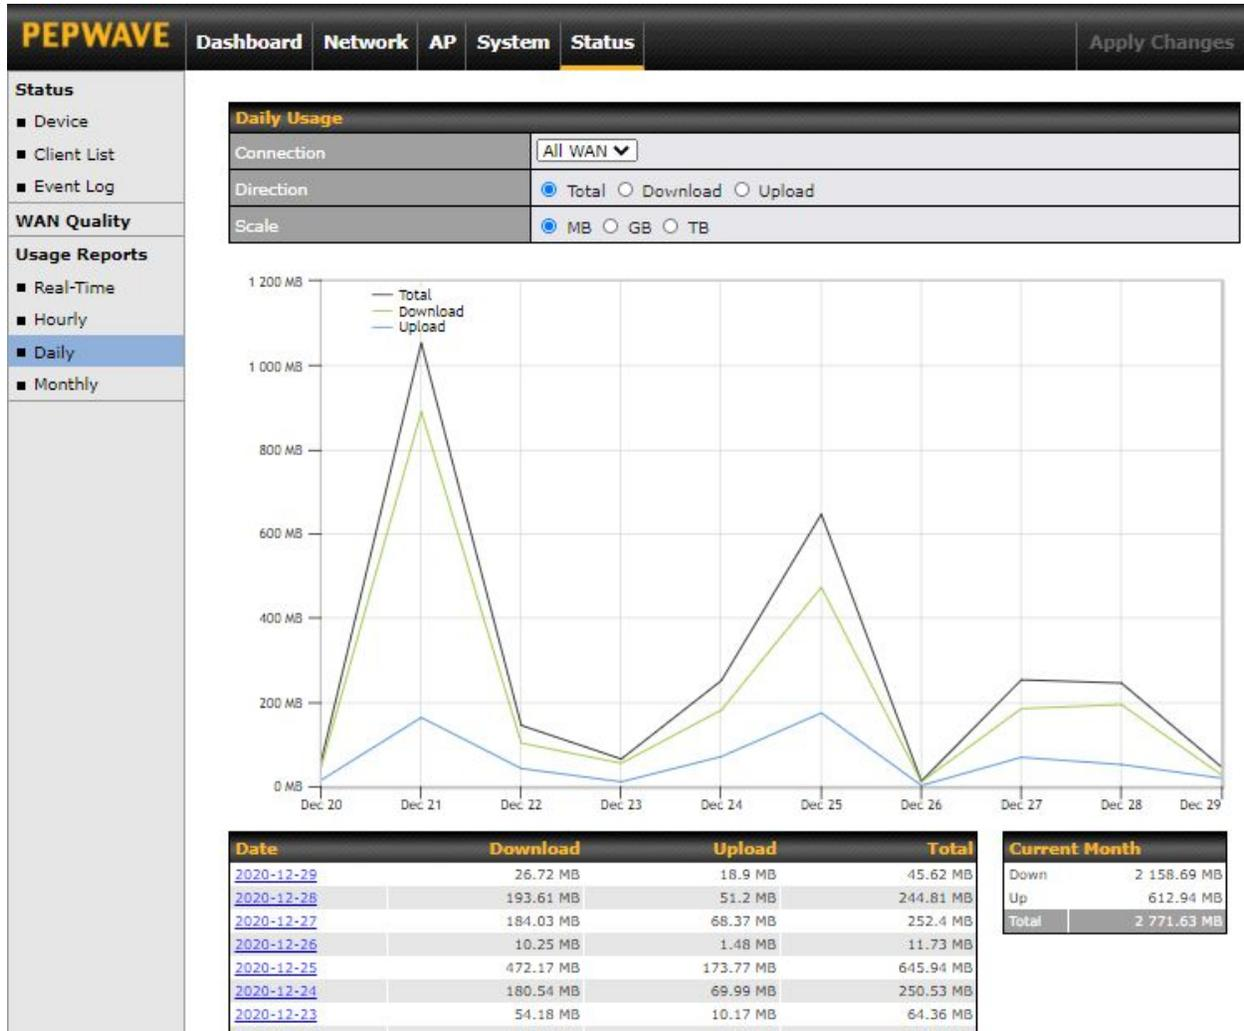 PEPWAVE Dashboard Network AP System Status Apply Changes
Status
Device
Client List
Event Log
WAN Quality
Usage Reports
Real-Time
Hourly
Daily
Monthly
Daily Usage
Connection All WAN
Direction Total Download Upload
Scale MB GB TB
1 200 MB
1 000 MB
800 MB
600 MB
400 MB
200 MB
0 MB
Total
Download
Upload
Dec 20 Dec 21 Dec 22 Dec 23 Dec 24 Dec 25 Dec 26 Dec 27 Dec 28 Dec 29
Date Download Upload Total
2020-12-29 26.72 MB 18.9 MB 45.62 MB
2020-12-28 193.61 MB 51.2 MB 244.81 MB
2020-12-27 184.03 MB 68.37 MB 252.4 MB
2020-12-26 10.25 MB 1.48 MB 11.73 MB
2020-12-25 472.17 MB 173.77 MB 645.94 MB
2020-12-24 180.54 MB 69.99 MB 250.53 MB
2020-12-23 54.18 MB 10.17 MB 64.36 MB
Current Month
Down 2 158.69 MB
Up 612.94 MB
Total 2 771.63 MB